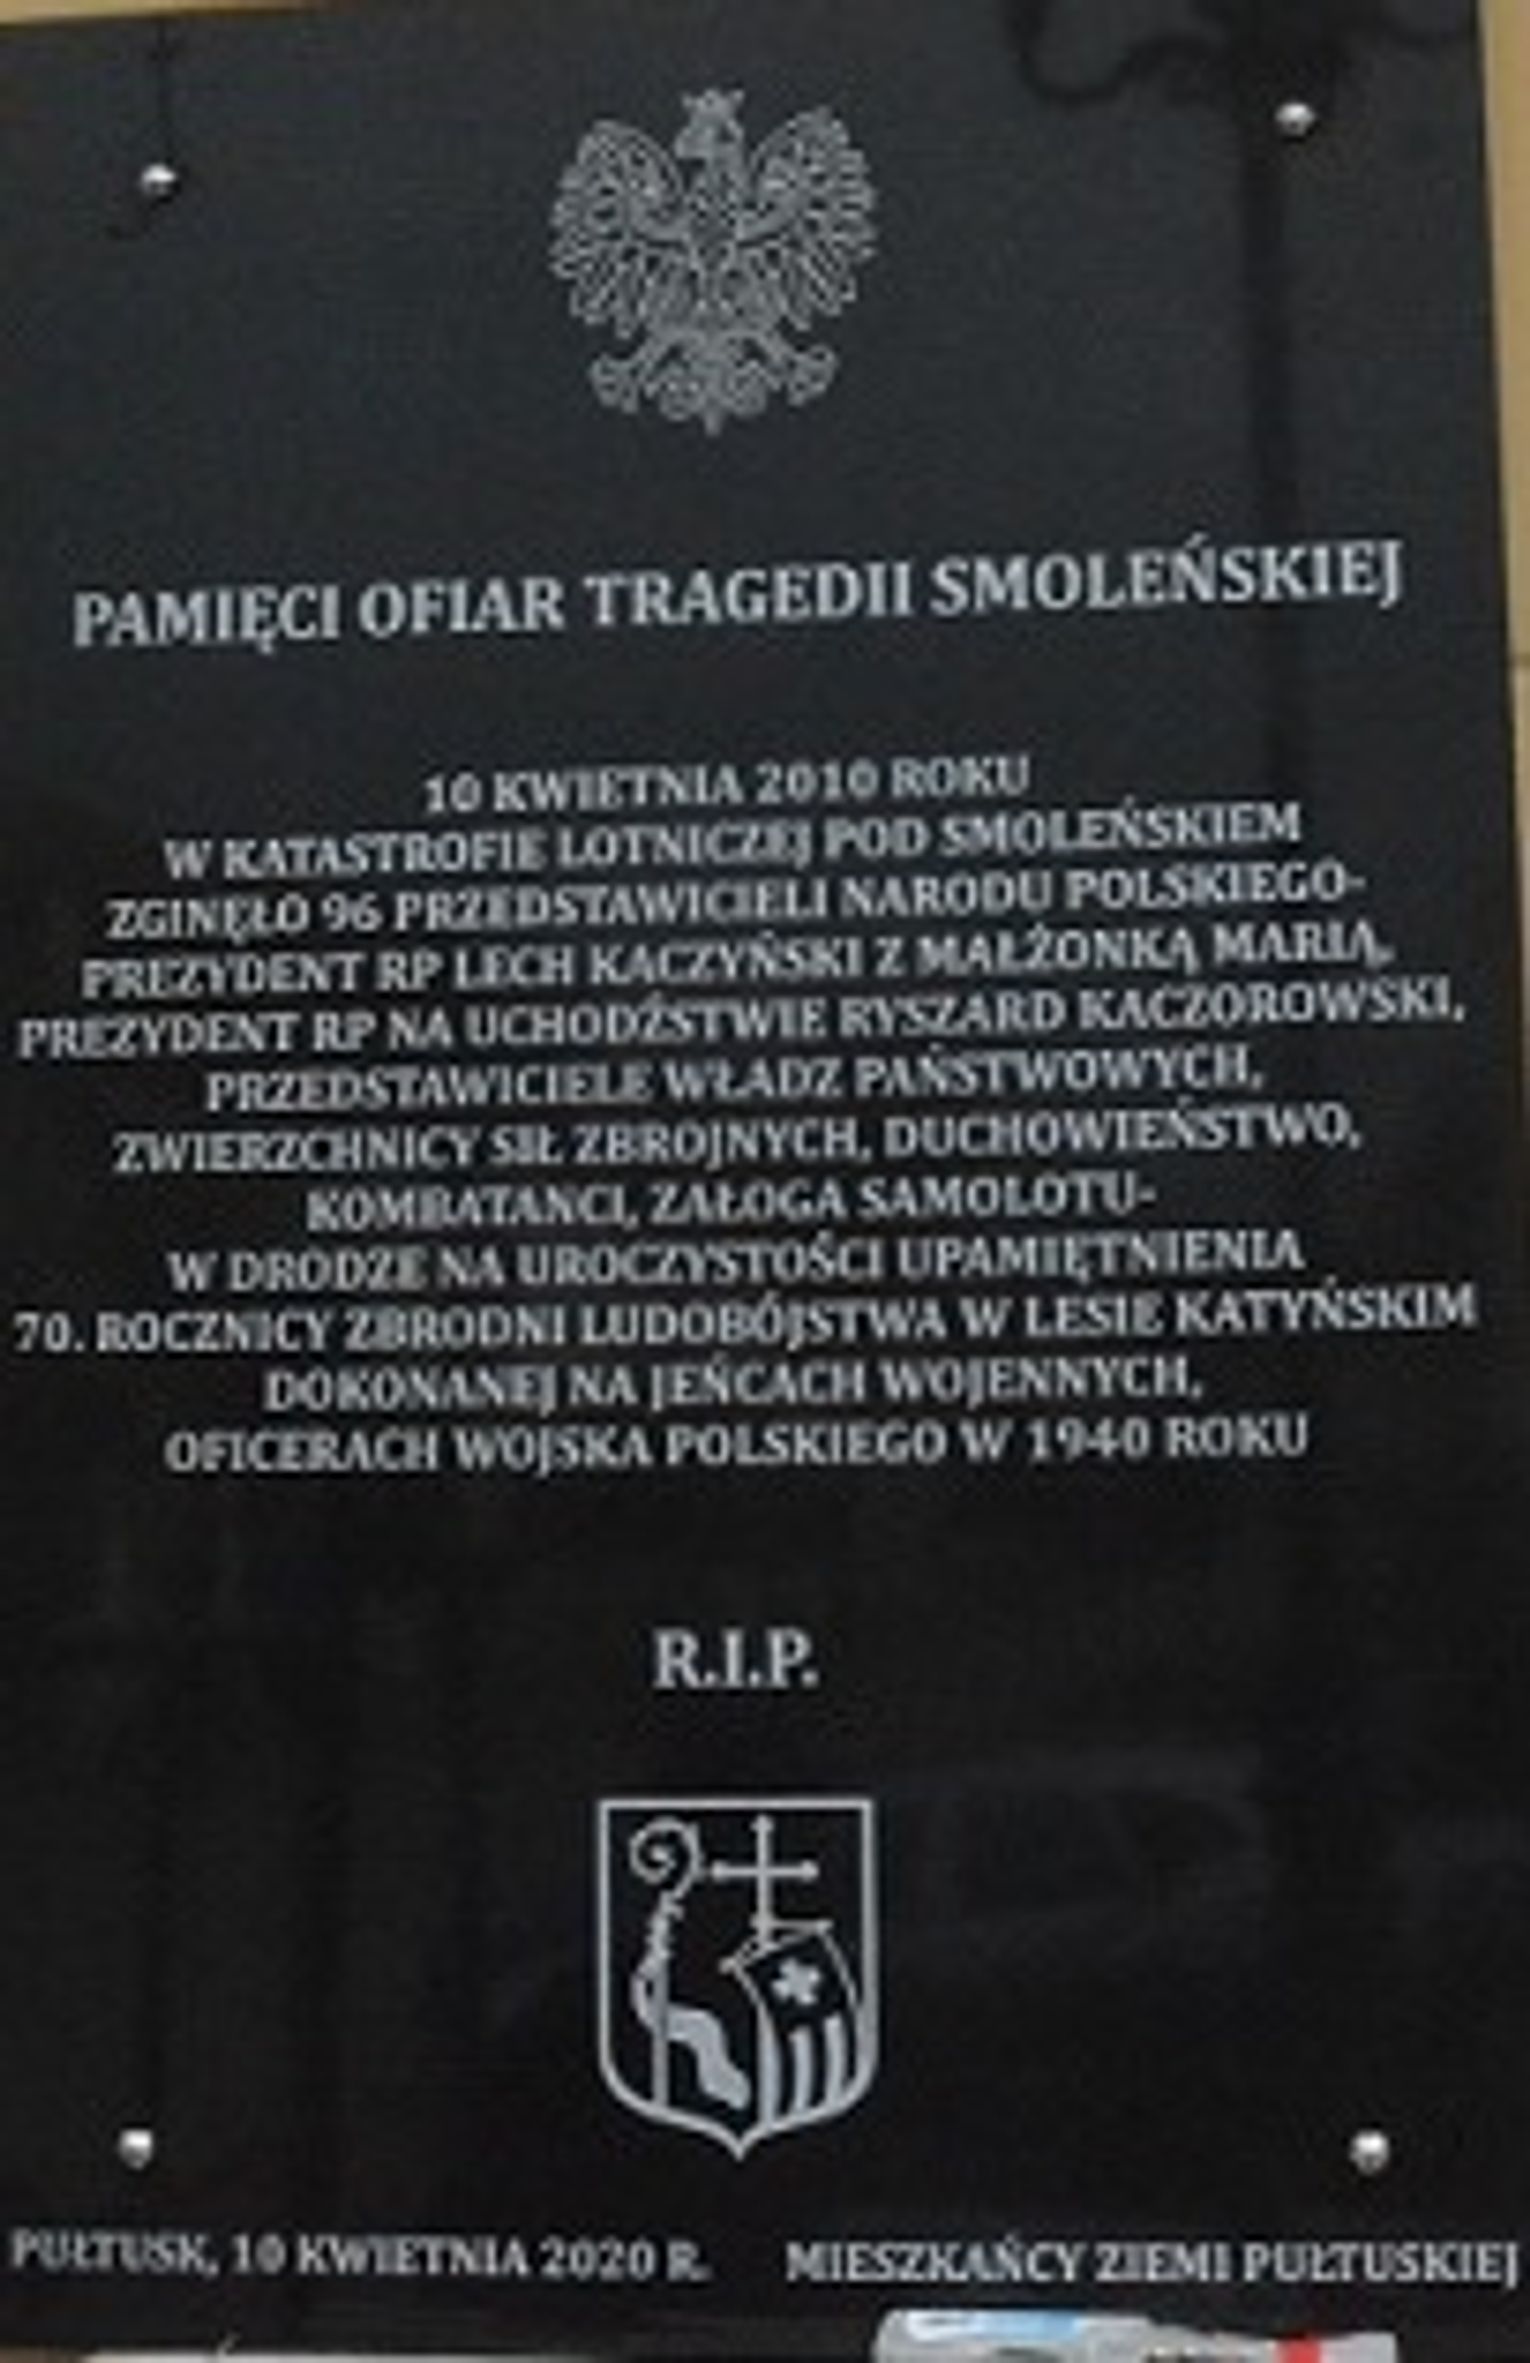 PAMIĘCI OFIAR TRAGEDII SMOLEŃSKIEJ
10 KWIETNIA 2010 ROKU
W KATASTROFIE LOTNICZEJ POD SMOLEŃSKIEM
ZGINĘŁO 96 PRZEDSTAWICIELI NARODU POLSKIEGO-
PREZYDENT RP LECH KACZYŃSKI Z MAŁŻONKĄ MARIĄ,
PREZYDENT RP NA UCHODŹSTWIE RYSZARD KACZOROWSKI,
PRZEDSTAWICIELE WŁADZ PAŃSTWOWYCH,
ZWIERZCHNICY SIŁ ZBROJNYCH, DUCHOWIEŃSTWO,
KOMBATANCI, ZAŁOGA SAMOLOTU-
W DRODZE NA UROCZYSTOŚCI UPAMIĘTNIENIA
70. ROCZNICY ZBRODNI LUDOBÓJSTWA W LESIE KATYŃSKIM
DOKONANEJ NA JEŃCACH WOJENNYCH,
OFICERACH WOJSKA POLSKIEGO W 1940 ROKU
R.I.P.
PUŁTUSK, 10 KWIETNIA 2020 R. MIESZKAŃCY ZIEMI PUŁTUSKIEJ